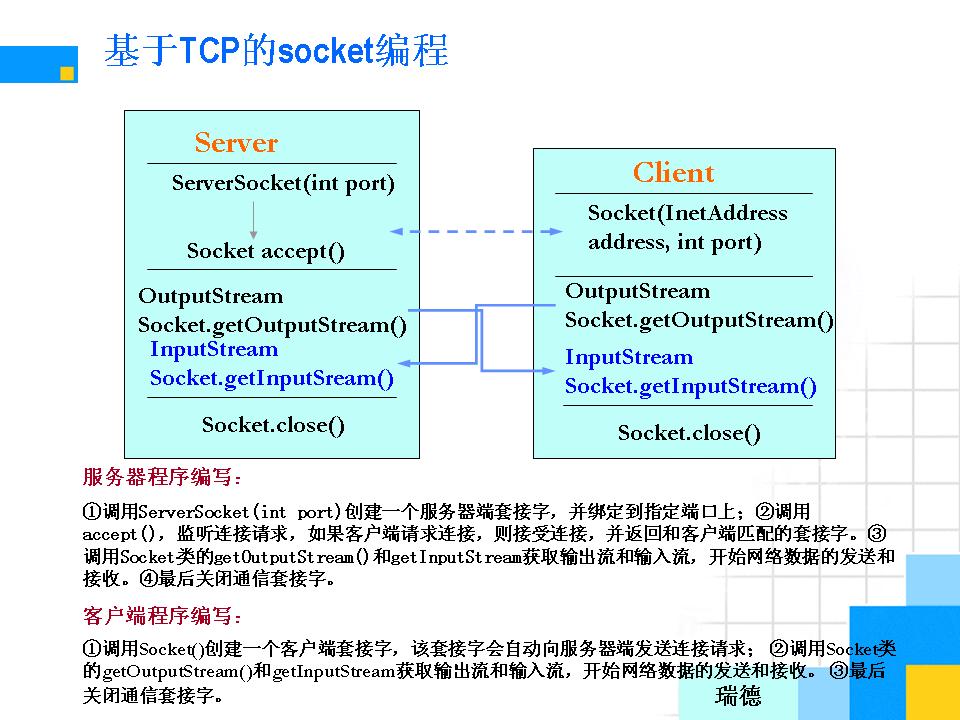 基于TCP的socket编程
Server
ServerSocket(int port)
Socket accept()
OutputStream
Socket.getOutputStream()
InputStream
Socket.getInputSream()
Socket.close()
Client
Socket(InetAddress
address, int port)
OutputStream
Socket.getOutputStream()
InputStream
Socket.getInputStream()
Socket.close()
服务器程序编写：
①调用ServerSocket(int port)创建一个服务器端套接字，并绑定到指定端口上；②调用
accept()，监听连接请求，如果客户端请求连接，则接受连接，并返回和客户端匹配的套接字。③
调用Socket类的getOutputStream()和getInputStream获取输出流和输入流，开始网络数据的发送和
接收。④最后关闭通信套接字。
客户端程序编写：
①调用Socket()创建一个客户端套接字，该套接字会自动向服务器端发送连接请求；②调用Socket类
的getOutputStream()和getInputStream获取输出流和输入流，开始网络数据的发送和接收。③最后
关闭通信套接字。
瑞德